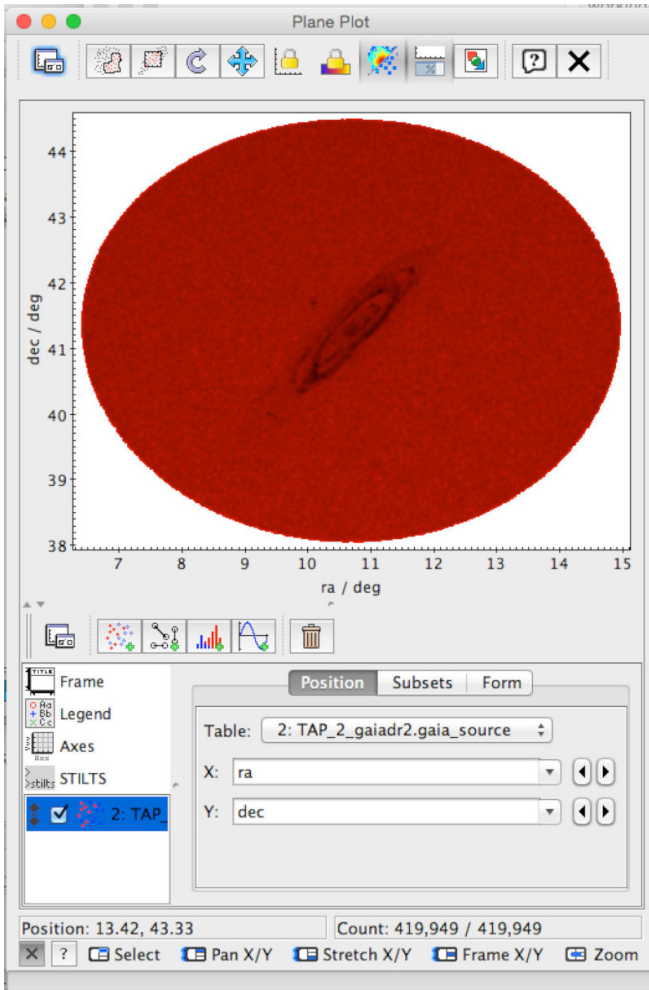 Plane Plot
44
43
42
41
40
39
38
dec / deg
7 8 9 10 11 12 13 14 15
ra / deg
TITLE
Frame
Legend
Axes
stilts STILTS
2: TAP_
Position Subsets Form
Table: 2: TAP_2_gaiadr2.gaia_source
X: ra
Y: dec
Position: 13.42, 43.33 Count: 419,949 / 419,949
? Select Pan X/Y Stretch X/Y Frame X/Y Zoom